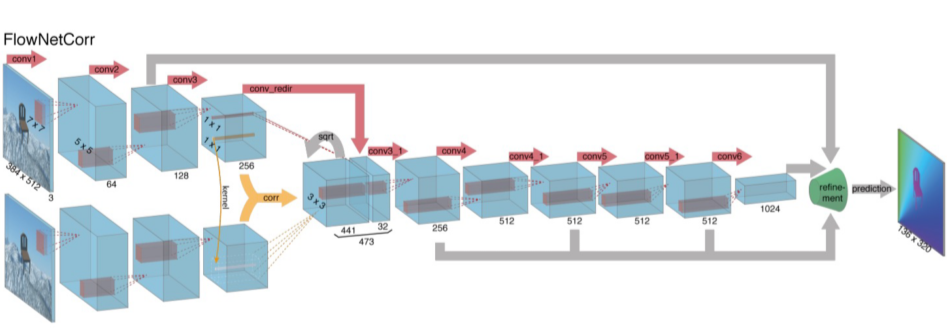 FlowNetCorr
conv1
conv2
conv3
conv_redir
sqrt
conv3_1
conv4
conv4_1
conv5
conv5_1
conv6
7 x 7
5 x 5
1 x 1
1 x 1
384 x 512
3
64
128
256
kernel
corr
3 x 3
441
32
473
256
512
512
512
512
1024
refine-
ment
prediction
136 x 320